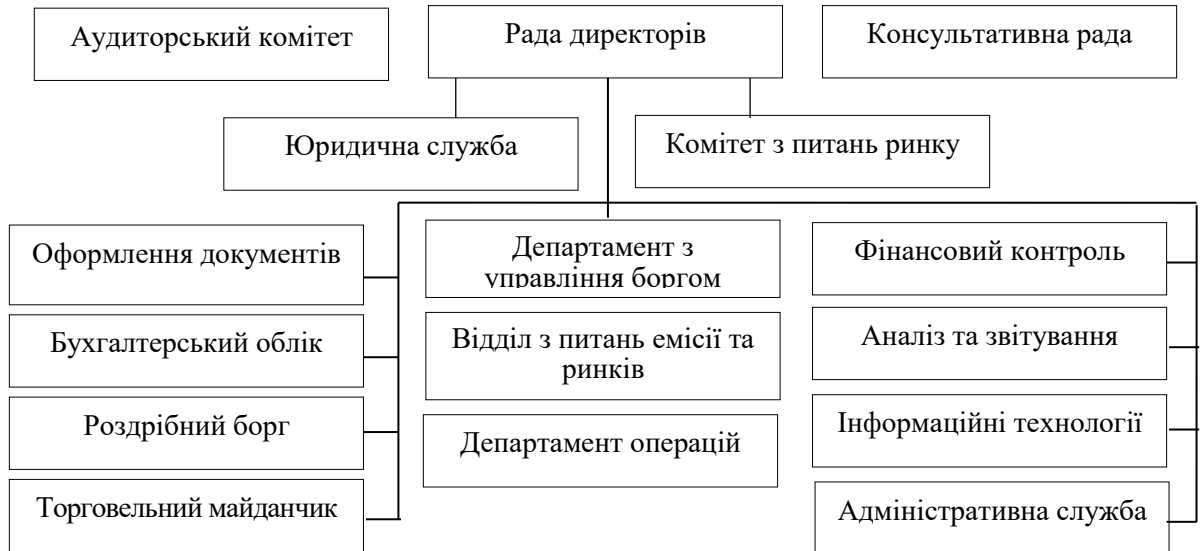 Аудиторський комітет
Рада директорів
Консультативна рада
Юридична служба
Комітет з питань ринку
Оформлення документів
Департамент з
управління боргом
Фінансовий контроль
Бухгалтерський облік
Відділ з питань емісії та
ринків
Аналіз та звітування
Роздрібний борг
Департамент операцій
Інформаційні технології
Торговельний майданчик
Адміністративна служба